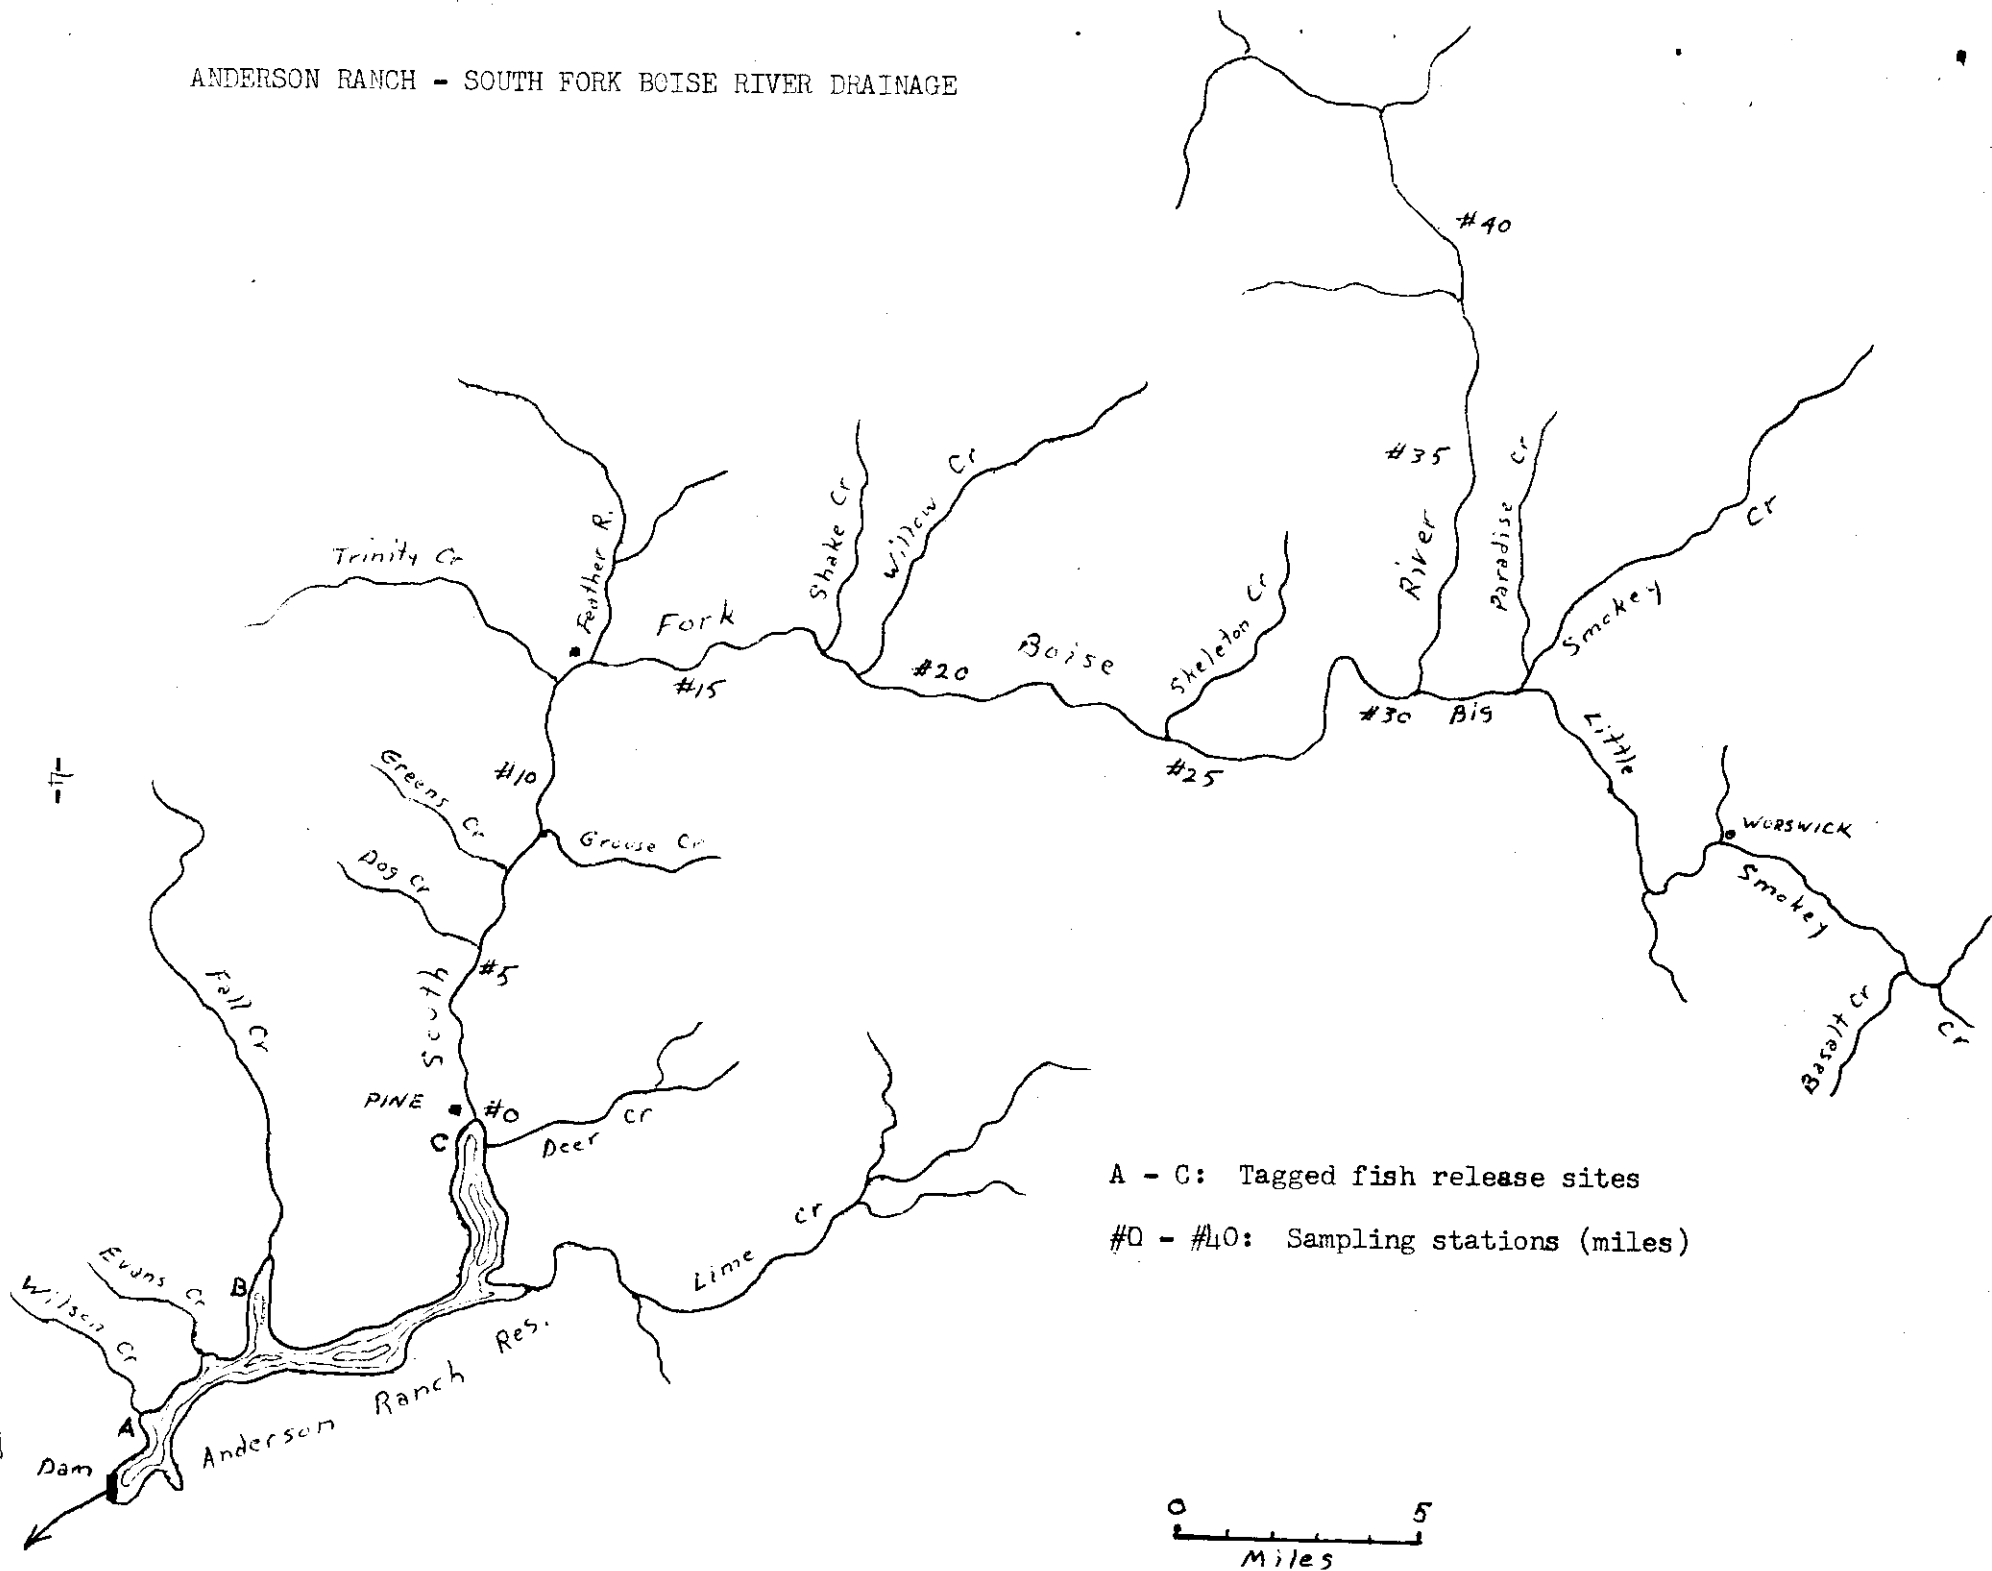 ANDERSON RANCH - SOUTH FORK BOISE RIVER DRAINAGE
#40
#35
River
Paradise Cr
Smokey Cr
Shake Cr
Willow Cr
Skeleton Cr
Trinity Cr
Feather R.
Fork
#15
#20
Boise
#25
#30
Big
Little
WORSWICK
Smokey
Cr
Basalt Cr
#10
Greens Cr
Grouse Cr
Dog Cr
#5
South
Fall Cr
PINE
#0
C
Deer Cr
Lime Cr
Evans Cr
Wilson Cr
B
A
Dam
Anderson Ranch Res.
A - C: Tagged fish release sites
#0 - #40: Sampling stations (miles)
0 5
Miles